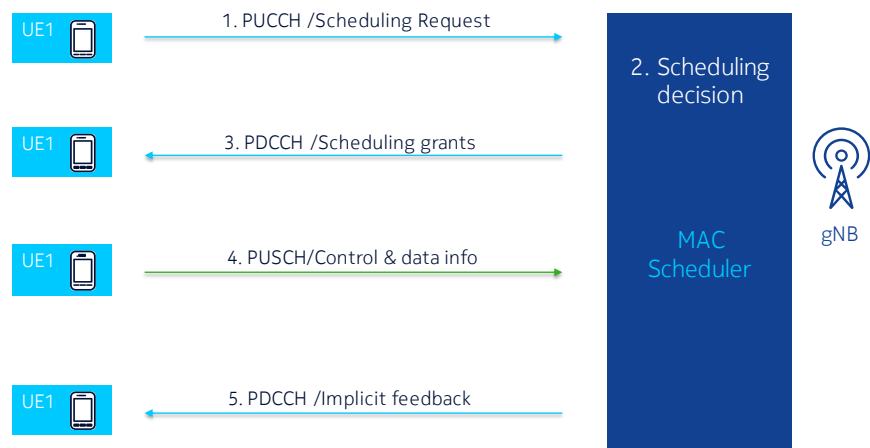 UE1
1. PUCCH /Scheduling Request
2. Scheduling
decision
UE1
3. PDCCH /Scheduling grants
UE1
4. PUSCH/Control & data info
MAC
Scheduler
gNB
UE1
5. PDCCH /Implicit feedback